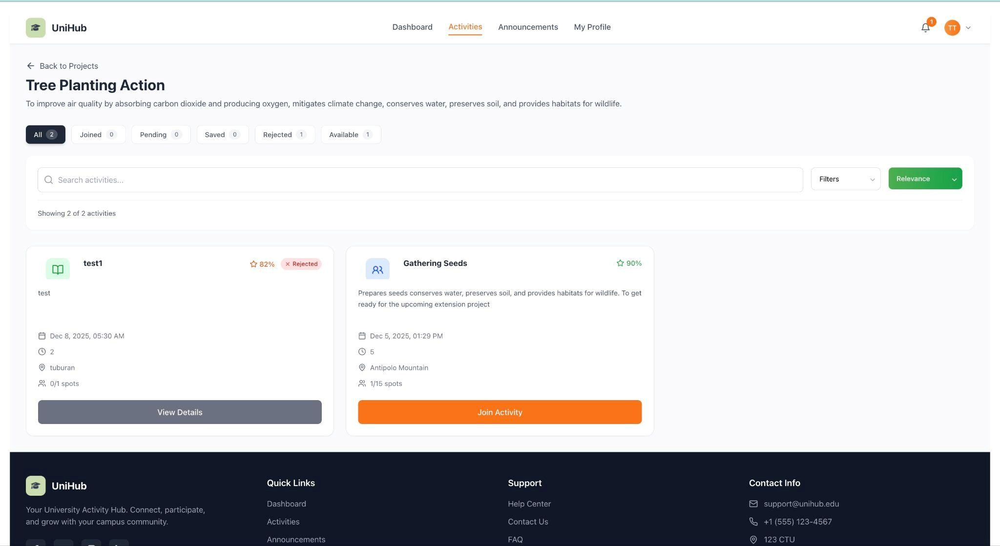 UniHub
Dashboard Activities Announcements My Profile
1
TT
Back to Projects
Tree Planting Action
To improve air quality by absorbing carbon dioxide and producing oxygen, mitigates climate change, conserves water, preserves soil, and provides habitats for wildlife.
All 2 Joined 0 Pending 0 Saved 0 Rejected 1 Available 1
Search activities...
Filters
Relevance
Showing 2 of 2 activities
test1
82%
Rejected
test
Dec 8, 2025, 05:30 AM
2
tuburan
0/1 spots
View Details
Gathering Seeds
90%
Prepares seeds conserves water, preserves soil, and provides habitats for wildlife. To get
ready for the upcoming extension project
Dec 5, 2025, 01:29 PM
5
Antipolo Mountain
1/15 spots
Join Activity
UniHub
Your University Activity Hub. Connect, participate,
and grow with your campus community.
Quick Links
Dashboard
Activities
Announcements
Support
Help Center
Contact Us
FAQ
Contact Info
support@unihub.edu
+1 (555) 123-4567
123 CTU